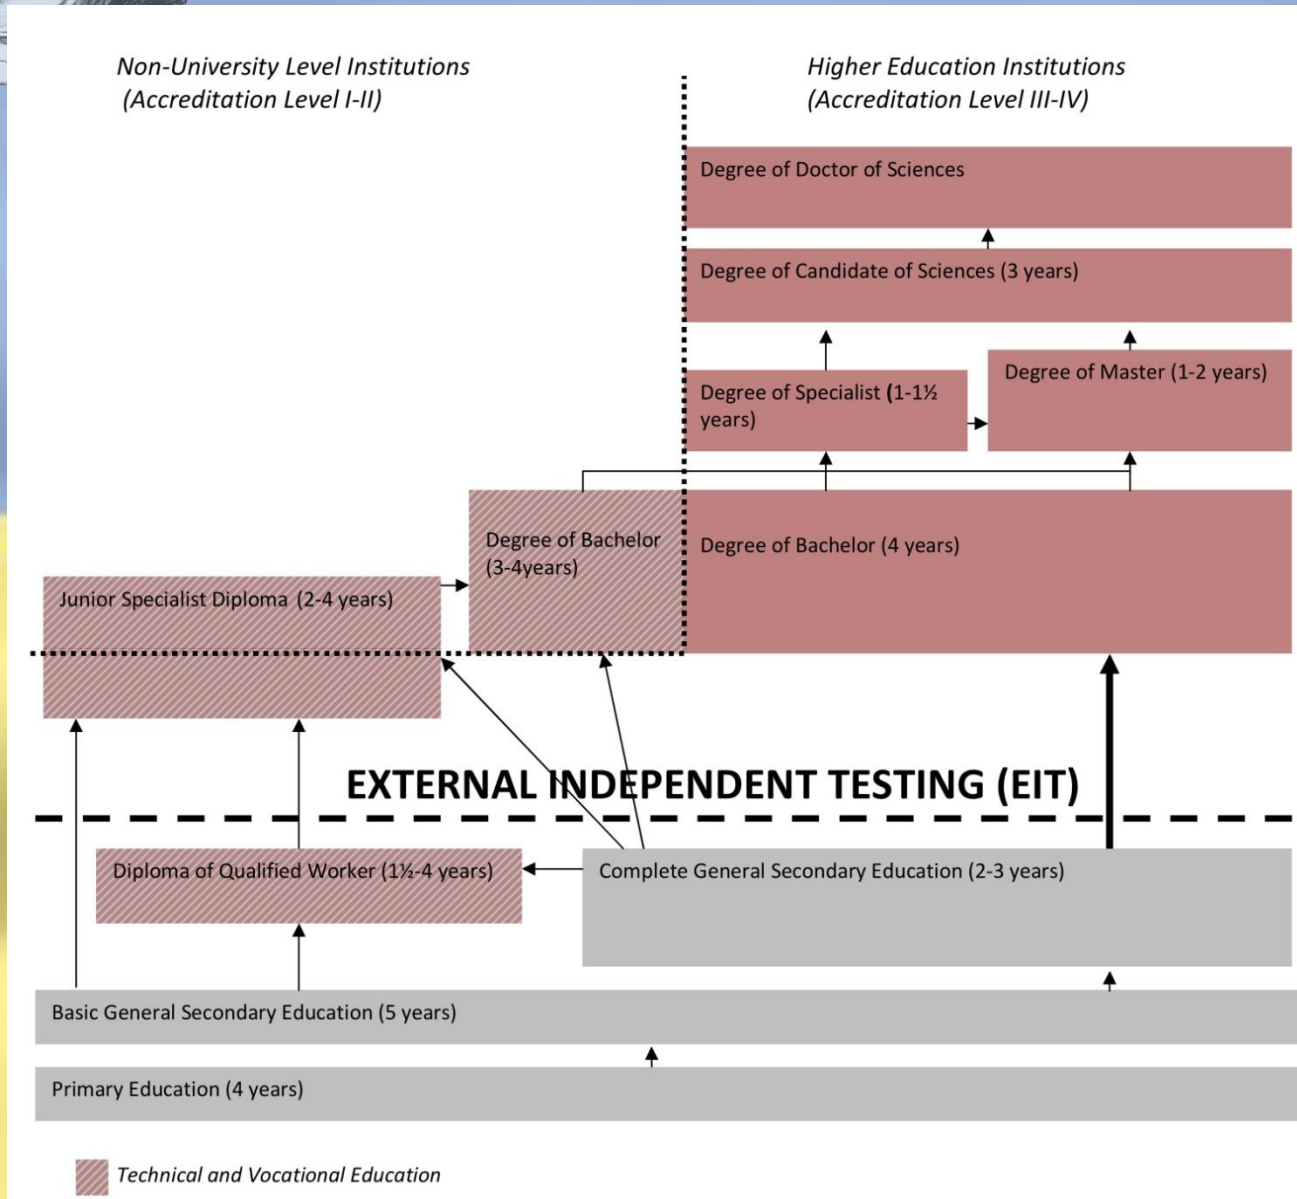 Non-University Level Institutions
(Accreditation Level I-II)
Higher Education Institutions
(Accreditation Level III-IV)
Degree of Doctor of Sciences
Degree of Candidate of Sciences (3 years)
Degree of Specialist (1-1½
years)
Degree of Master (1-2 years)
Degree of Bachelor
(3-4years)
Degree of Bachelor (4 years)
Junior Specialist Diploma (2-4 years)
EXTERNAL INDEPENDENT TESTING (EIT)
Diploma of Qualified Worker (1½-4 years)
Complete General Secondary Education (2-3 years)
Basic General Secondary Education (5 years)
Primary Education (4 years)
Technical and Vocational Education